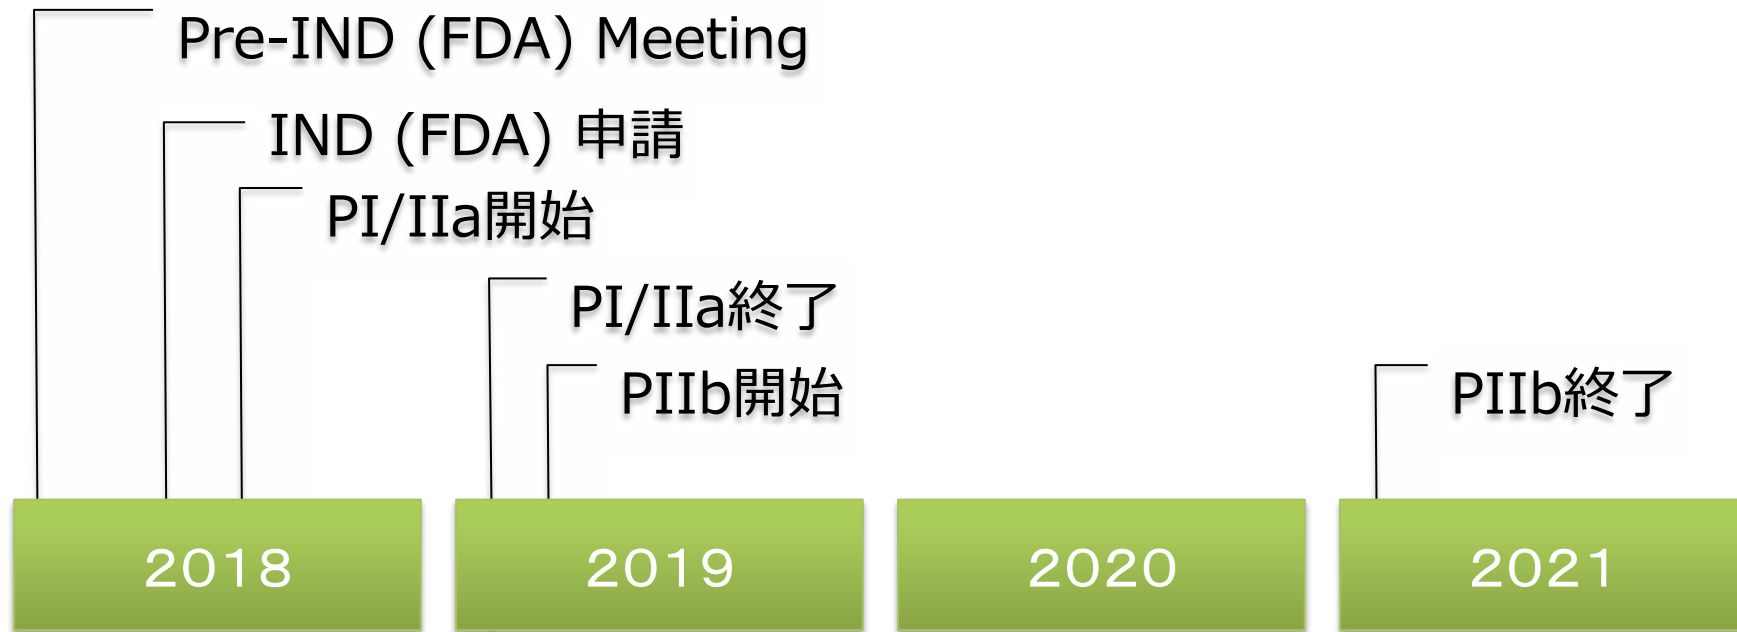 Pre-IND (FDA) Meeting
IND (FDA) 申請
PI/IIa開始
PI/IIa終了
PIIb開始
PIIb終了
２０１８
２０１９
２０２０
２０２１